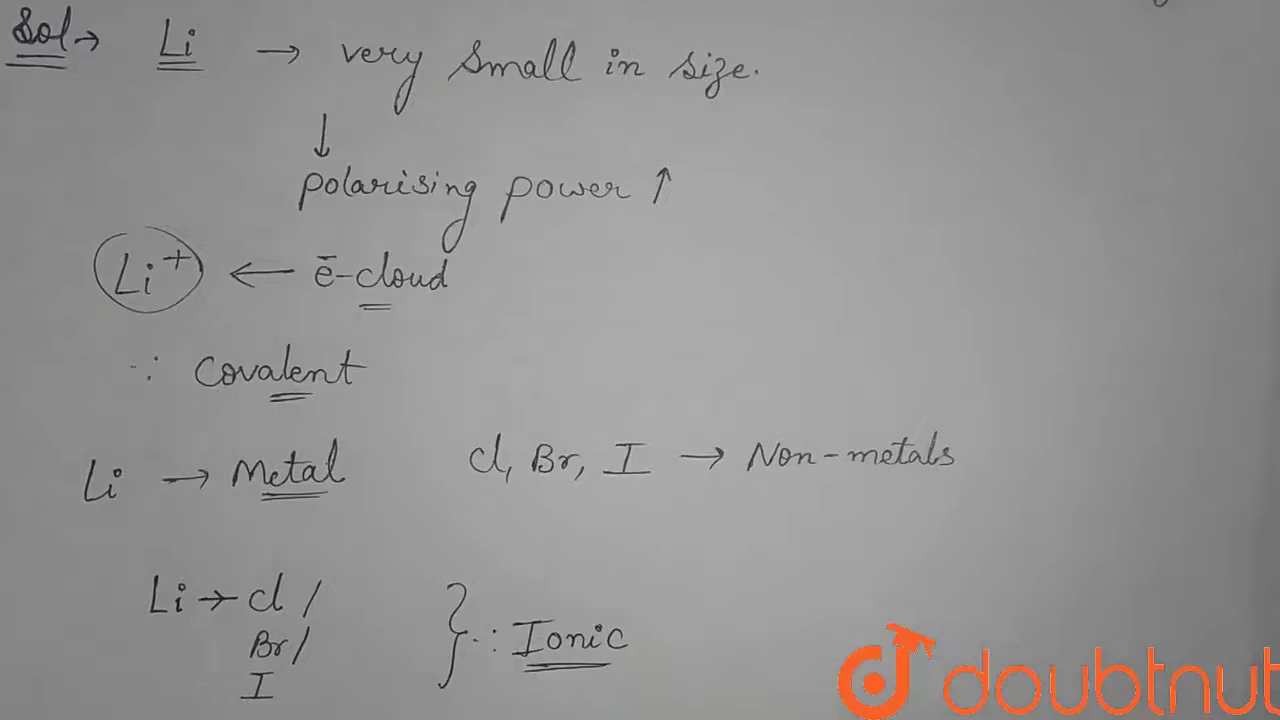 Sol → Li → very small in size.
↓
polarising power ↑
Li⁺ ← ē-cloud
∵ Covalent
Li → Metal Cl, Br, I → Non-metals
Li → Cl /
Br / } ∴ Ionic
I
doubtnut